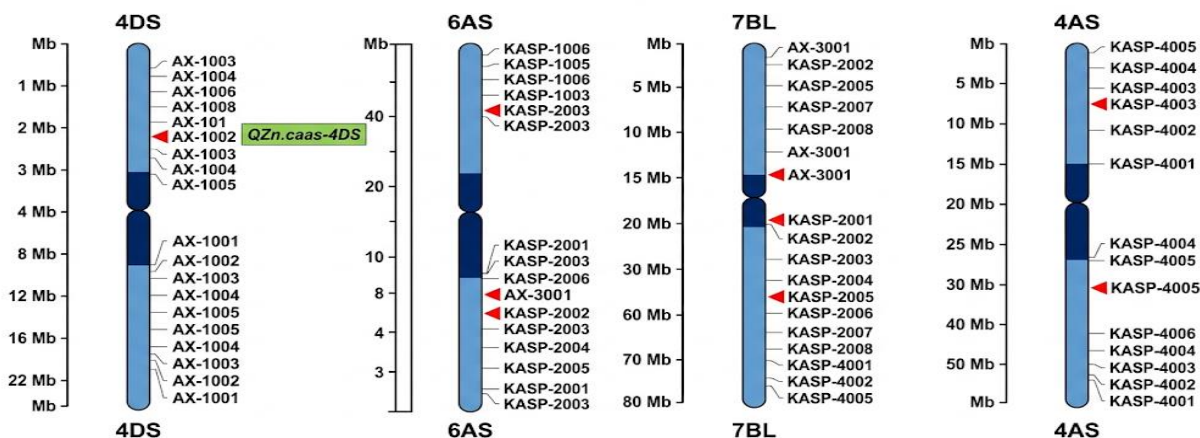 4DS
Mb
1 Mb
2 Mb
3 Mb
4 Mb
8 Mb
12 Mb
16 Mb
22 Mb
Mb
AX-1003
AX-1004
AX-1006
AX-1008
AX-101
AX-1002
QZn.caas-4DS
AX-1003
AX-1004
AX-1005
AX-1001
AX-1002
AX-1003
AX-1004
AX-1005
AX-1005
AX-1004
AX-1003
AX-1002
AX-1001
4DS
6AS
Mb
40
20
10
8
4
3
KASP-1006
KASP-1005
KASP-1006
KASP-1003
KASP-2003
KASP-2003
KASP-2001
KASP-2003
KASP-2006
AX-3001
KASP-2002
KASP-2003
KASP-2004
KASP-2005
KASP-2001
KASP-2003
6AS
7BL
Mb
5 Mb
10 Mb
15 Mb
20 Mb
30 Mb
60 Mb
70 Mb
80 Mb
AX-3001
KASP-2002
KASP-2005
KASP-2007
KASP-2008
AX-3001
AX-3001
KASP-2001
KASP-2002
KASP-2003
KASP-2004
KASP-2005
KASP-2006
KASP-2007
KASP-2008
KASP-4001
KASP-4002
KASP-4005
7BL
4AS
Mb
5 Mb
10 Mb
15 Mb
20 Mb
25 Mb
30 Mb
40 Mb
50 Mb
Mb
KASP-4005
KASP-4004
KASP-4003
KASP-4003
KASP-4002
KASP-4001
KASP-4004
KASP-4005
KASP-4005
KASP-4006
KASP-4004
KASP-4003
KASP-4002
KASP-4001
4AS